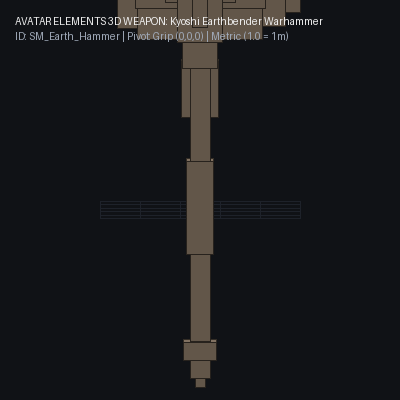 AVATAR ELEMENTS 3D WEAPON: Kyoshi Earthbender Warhammer
ID: SM_Earth_Hammer | Pivot Grip (0,0,0) | Metric (1.0 = 1m)